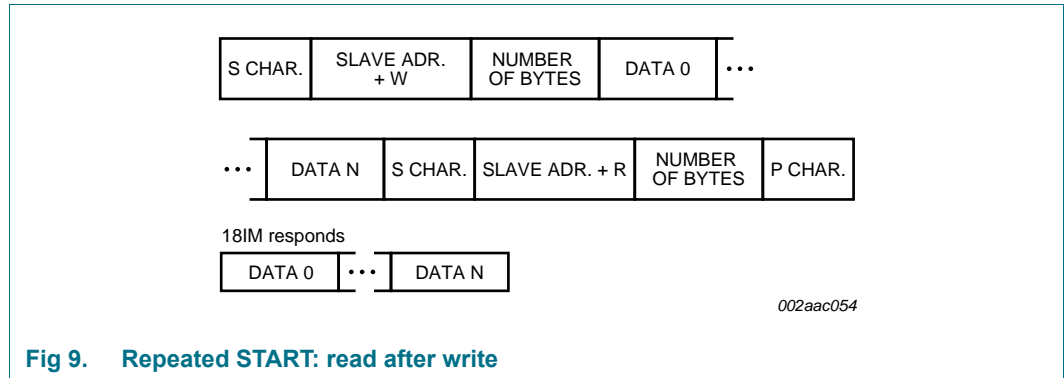 S CHAR. SLAVE ADR. + W NUMBER OF BYTES DATA 0 •••
••• DATA N S CHAR. SLAVE ADR. + R NUMBER OF BYTES P CHAR.
18IM responds
DATA 0 ••• DATA N
002aac054
Fig 9. Repeated START: read after write